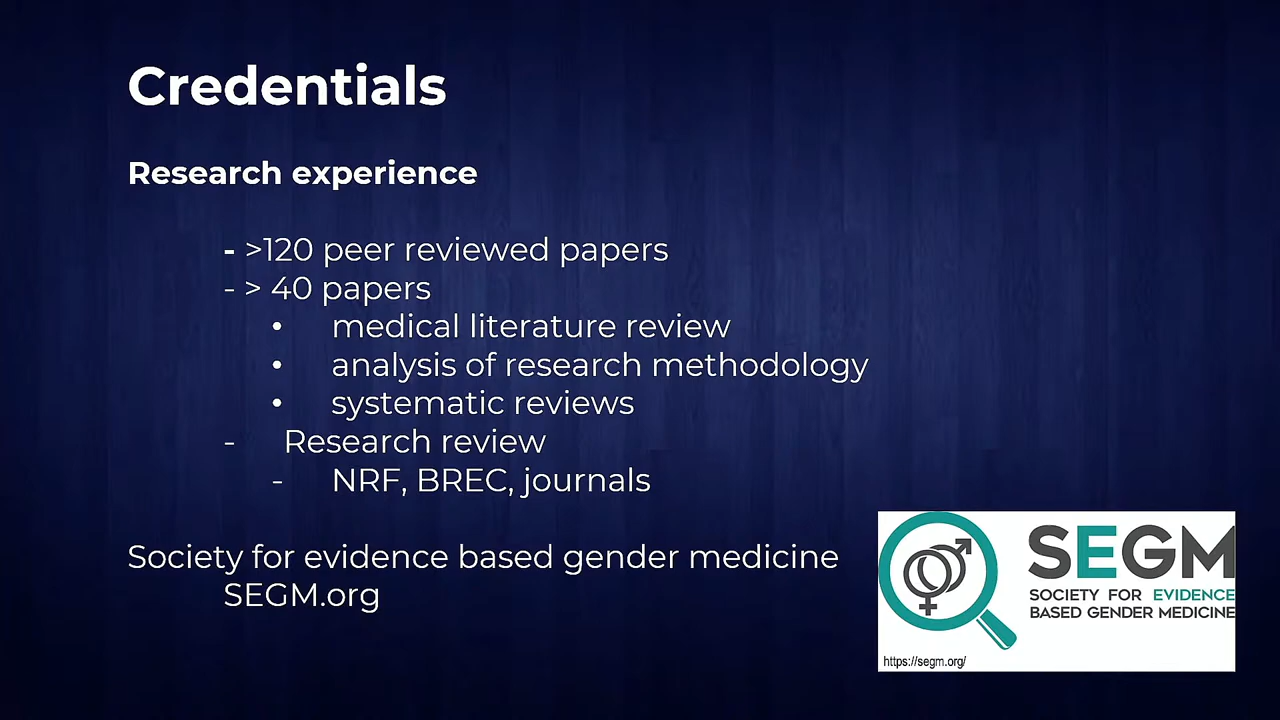 Credentials
Research experience
- >120 peer reviewed papers
- > 40 papers
• medical literature review
• analysis of research methodology
• systematic reviews
- Research review
- NRF, BREC, journals
Society for evidence based gender medicine
SEGM.org
SEGM
SOCIETY FOR EVIDENCE
BASED GENDER MEDICINE
https://segm.org/